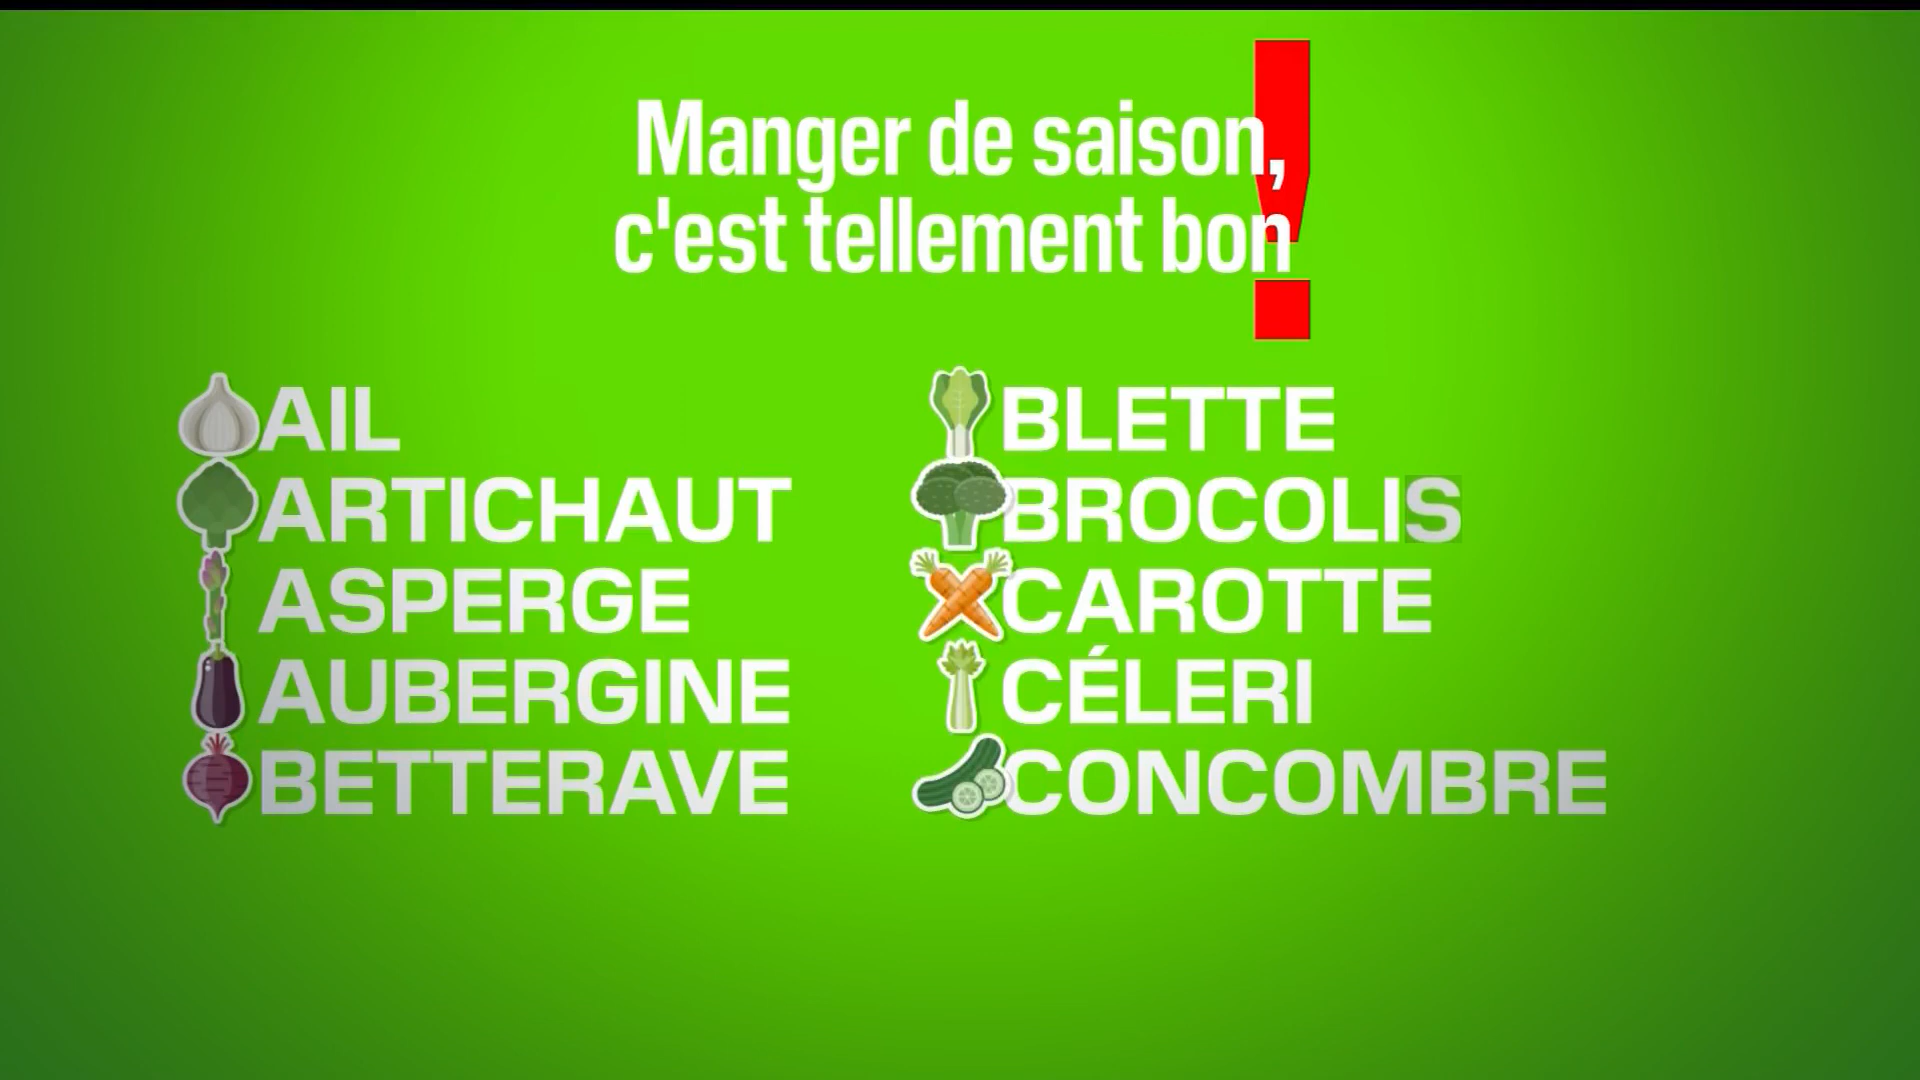 Manger de saison,
c'est tellement bon !
AIL
ARTICHAUT
ASPERGE
AUBERGINE
BETTERAVE
BLETTE
BROCOLIS
CAROTTE
CÉLERI
CONCOMBRE